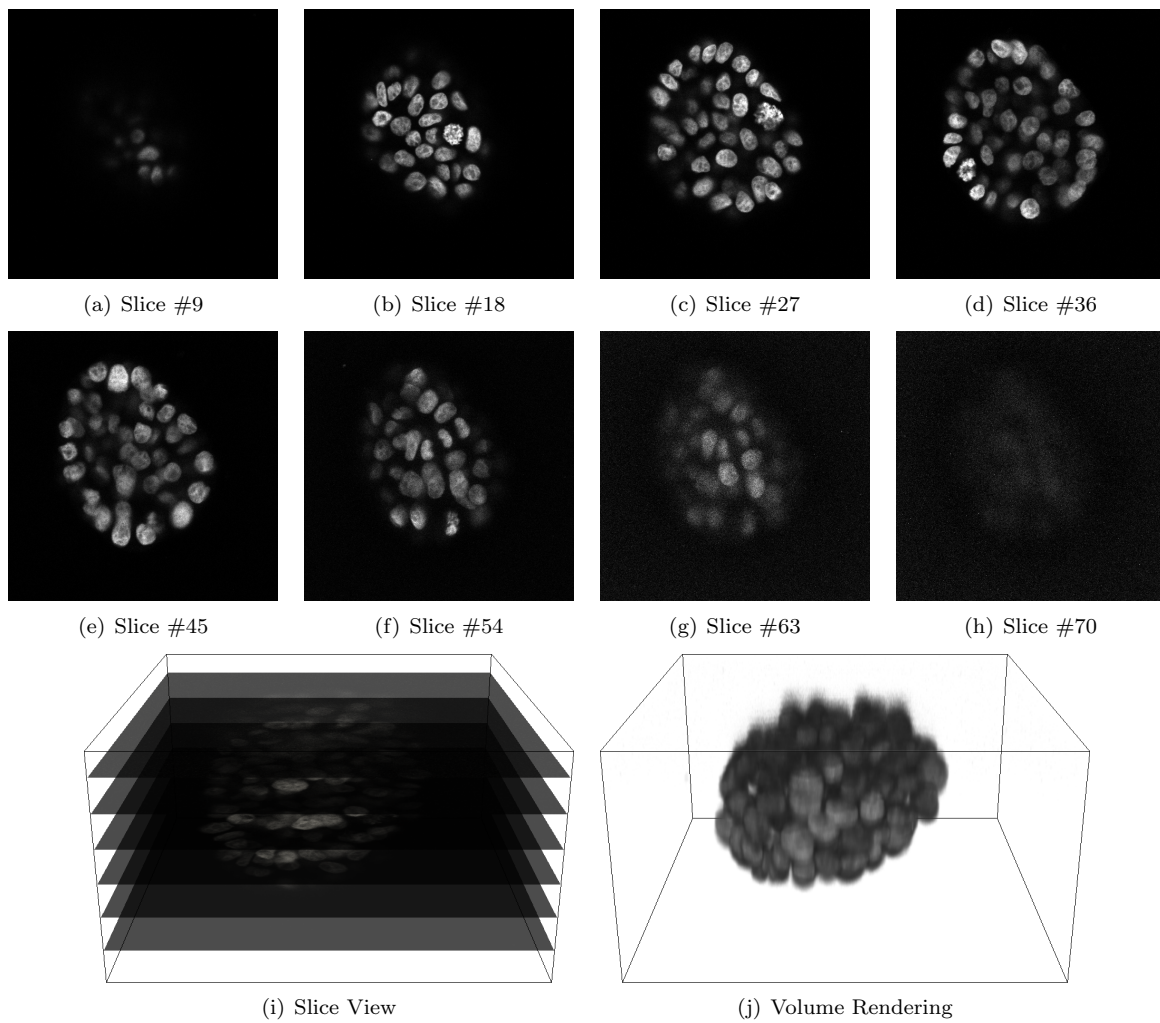 (a) Slice #9
(b) Slice #18
(c) Slice #27
(d) Slice #36
(e) Slice #45
(f) Slice #54
(g) Slice #63
(h) Slice #70
(i) Slice View
(j) Volume Rendering